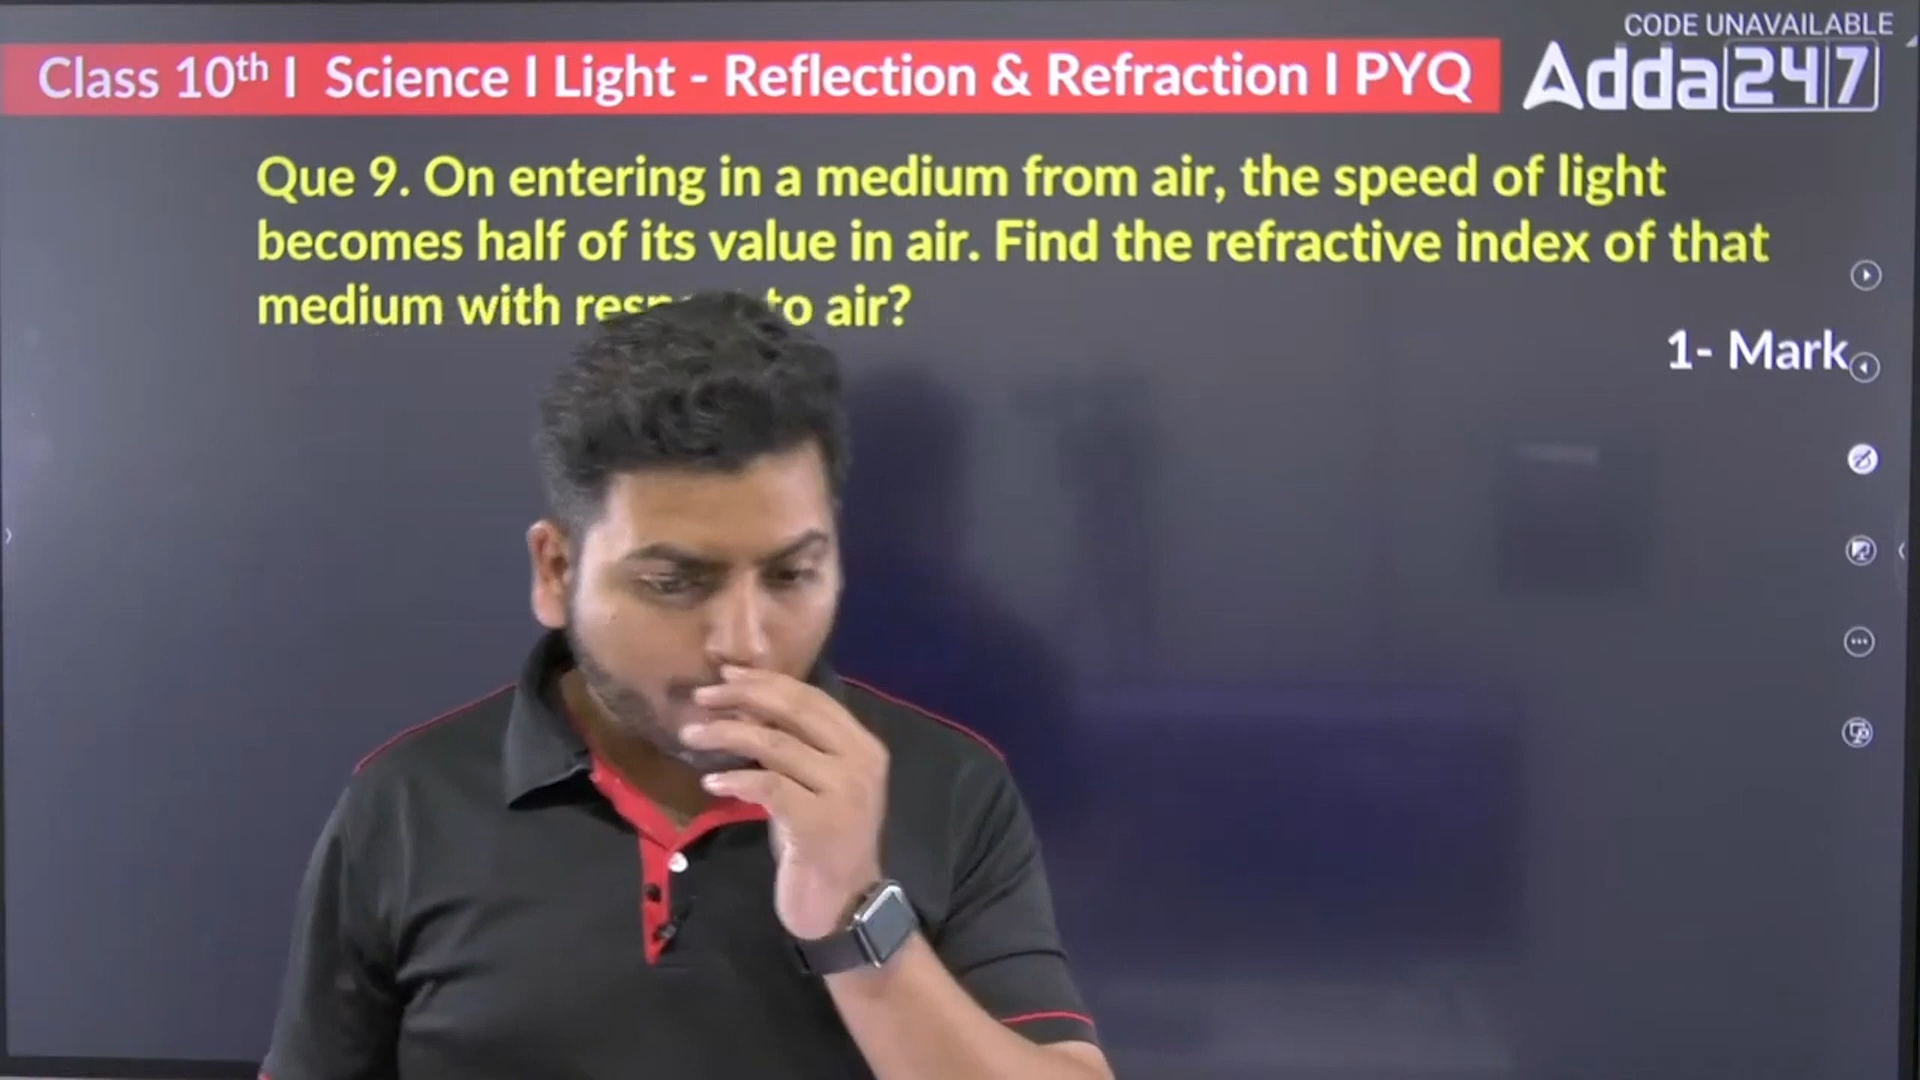 CODE UNAVAILABLE
Class 10th I Science I Light - Reflection & Refraction I PYQ
Adda247
Que 9. On entering in a medium from air, the speed of light
becomes half of its value in air. Find the refractive index of that
medium with to air?
1- Mark